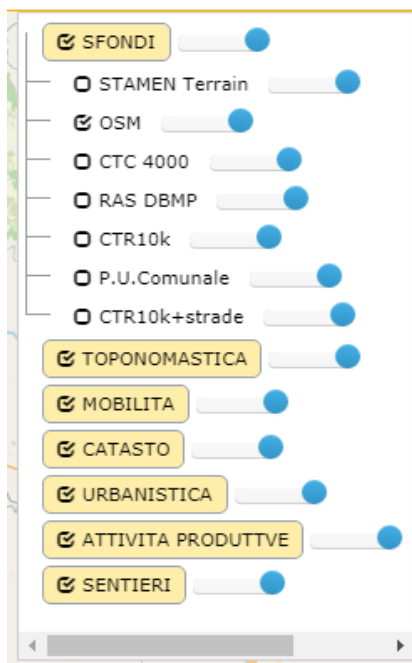 SFONDI
STAMEN Terrain
OSM
CTC 4000
RAS DBMP
CTR10k
P.U.Comunale
CTR10k+strade
TOPONOMASTICA
MOBILITA
CATASTO
URBANISTICA
ATTIVITA PRODUTTVE
SENTIERI